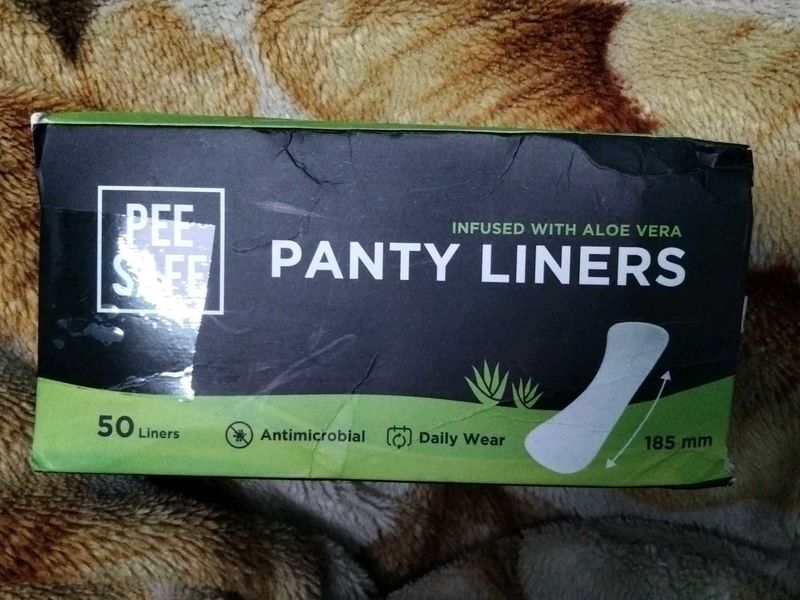 PEE
SAFE
INFUSED WITH ALOE VERA
PANTY LINERS
50 Liners
Antimicrobial
Daily Wear
185 mm